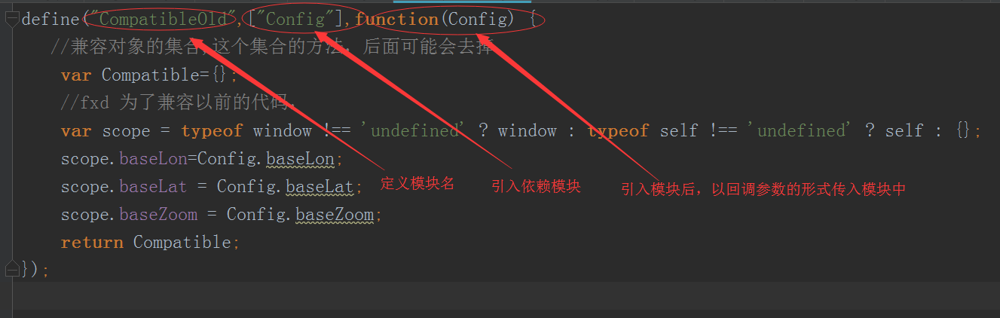 define("CompatibleOld",["Config"],function(Config) {
//兼容对象的集合,这个集合的方法，后面可能会去掉
var Compatible={};
//fxd 为了兼容以前的代码，
var scope = typeof window !== 'undefined' ? window : typeof self !== 'undefined' ? self : {};
scope.baseLon=Config.baseLon;
scope.baseLat = Config.baseLat;
scope.baseZoom = Config.baseZoom;
return Compatible;
});
定义模块名
引入依赖模块
引入模块后，以回调参数的形式传入模块中